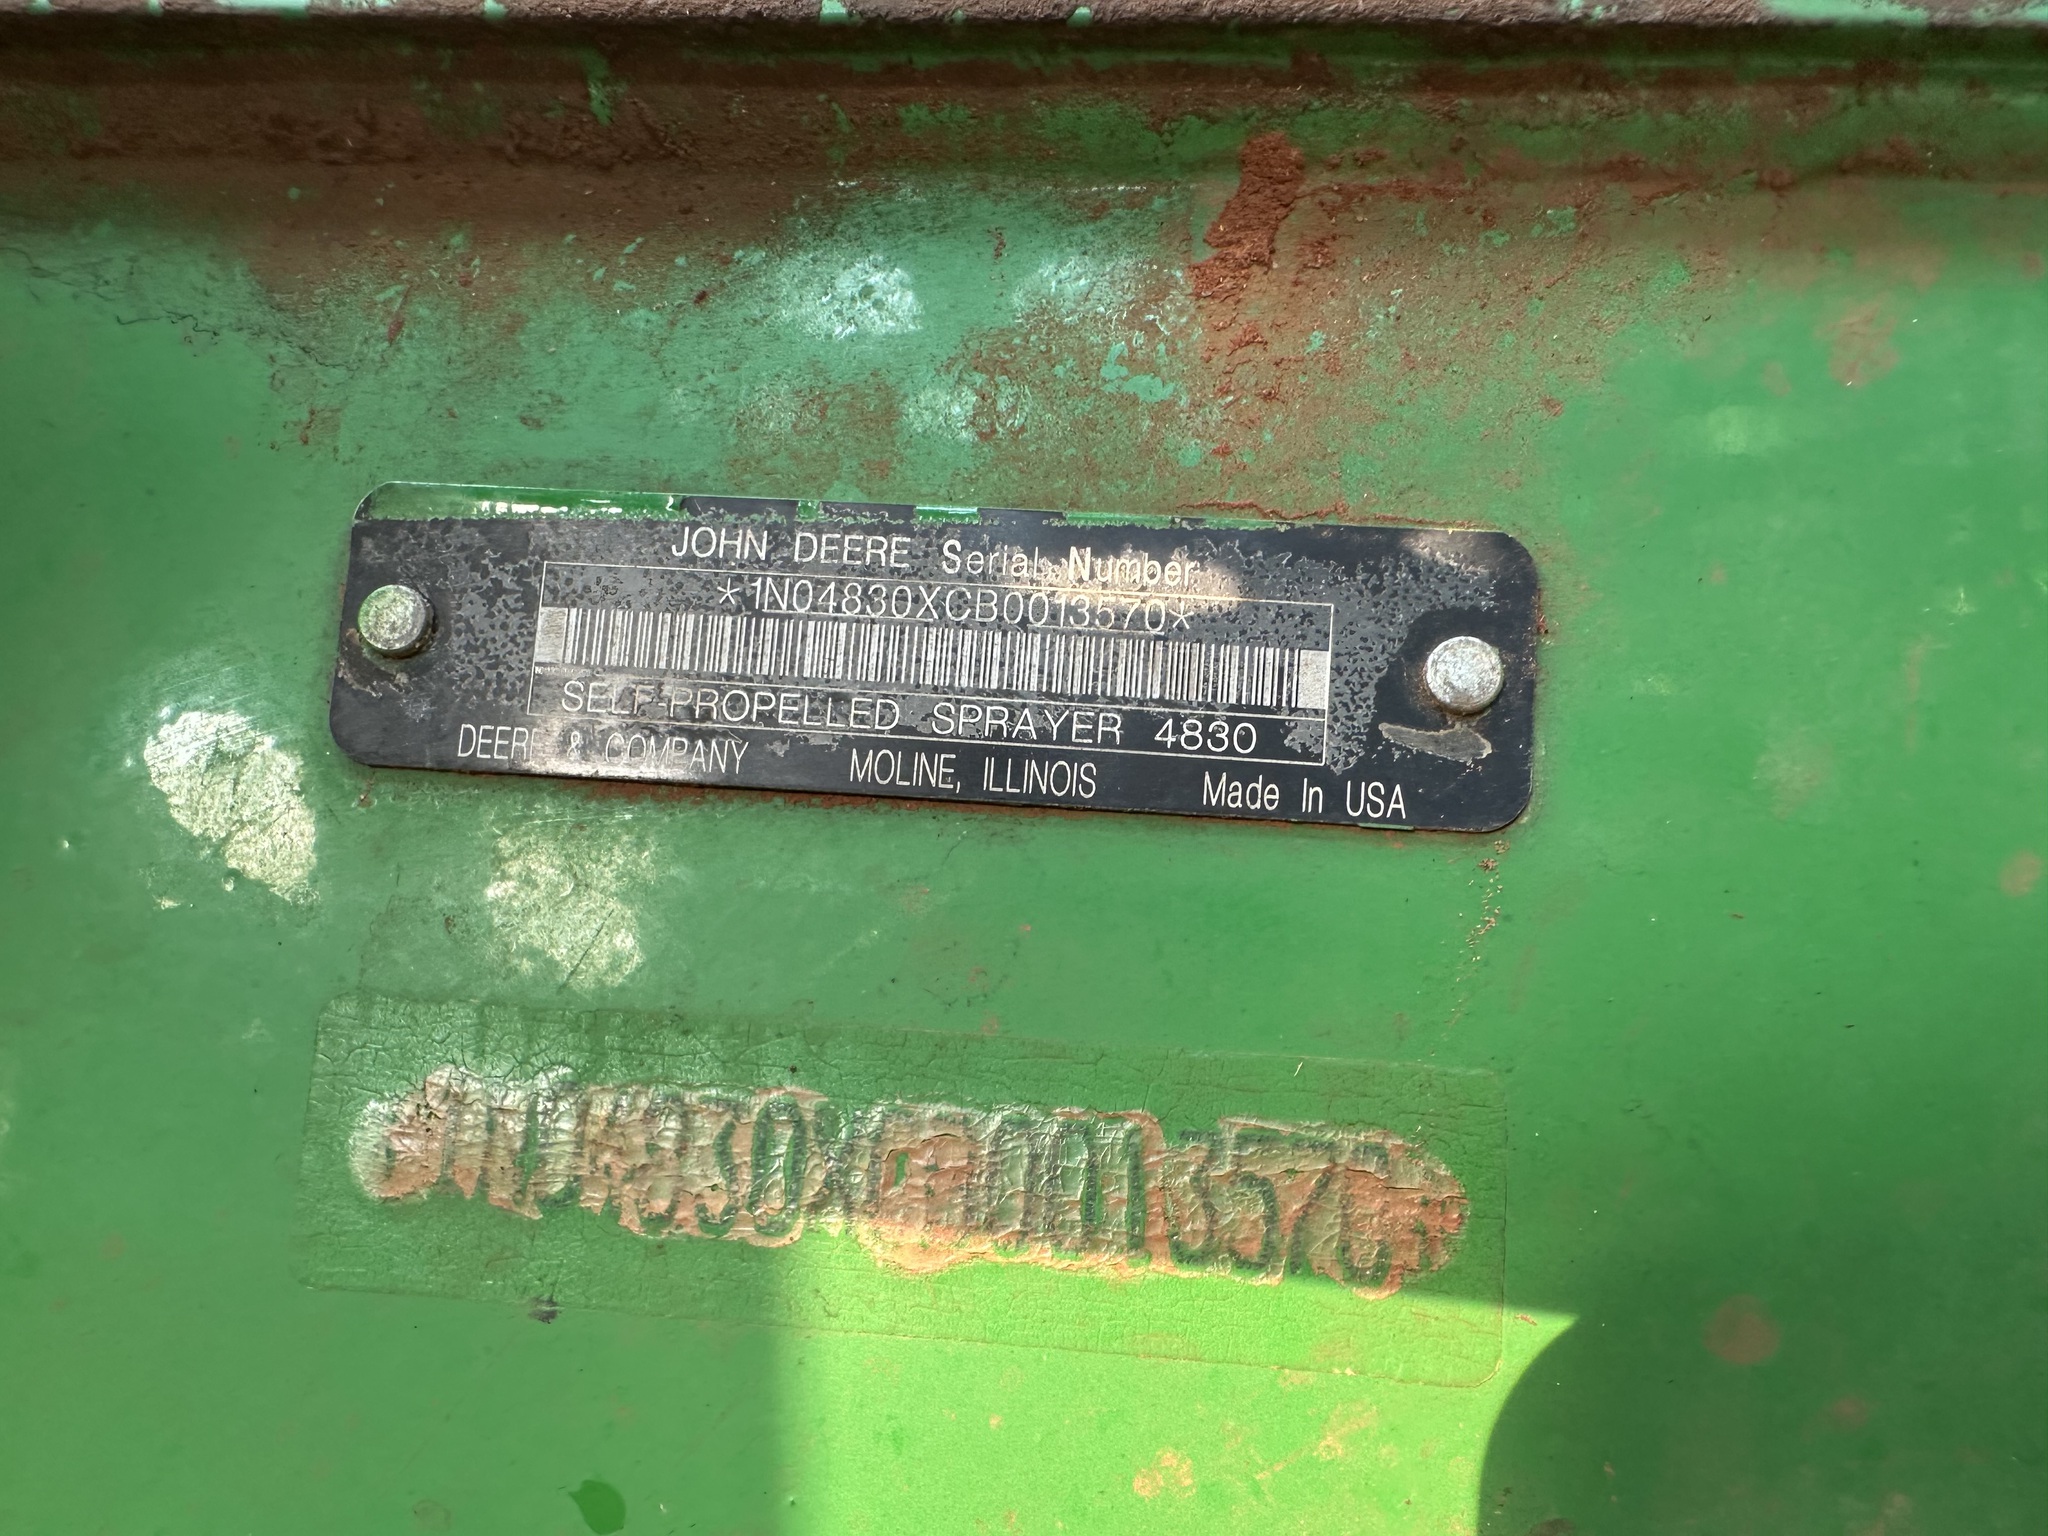 JOHN DEERE Serial Number
*1N04830XCB0013570*
SELF-PROPELLED SPRAYER 4830
DEERE & COMPANY MOLINE, ILLINOIS Made In USA